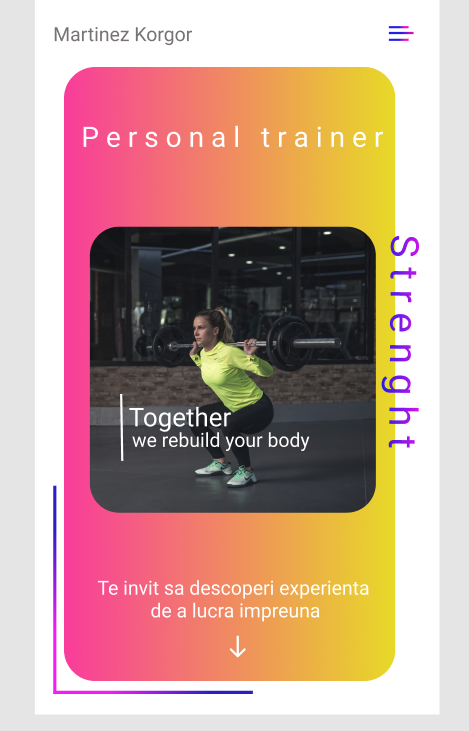 Martinez Korgor
Personal trainer
Strenght
Together
we rebuild your body
Te invit sa descoperi experienta
de a lucra impreuna